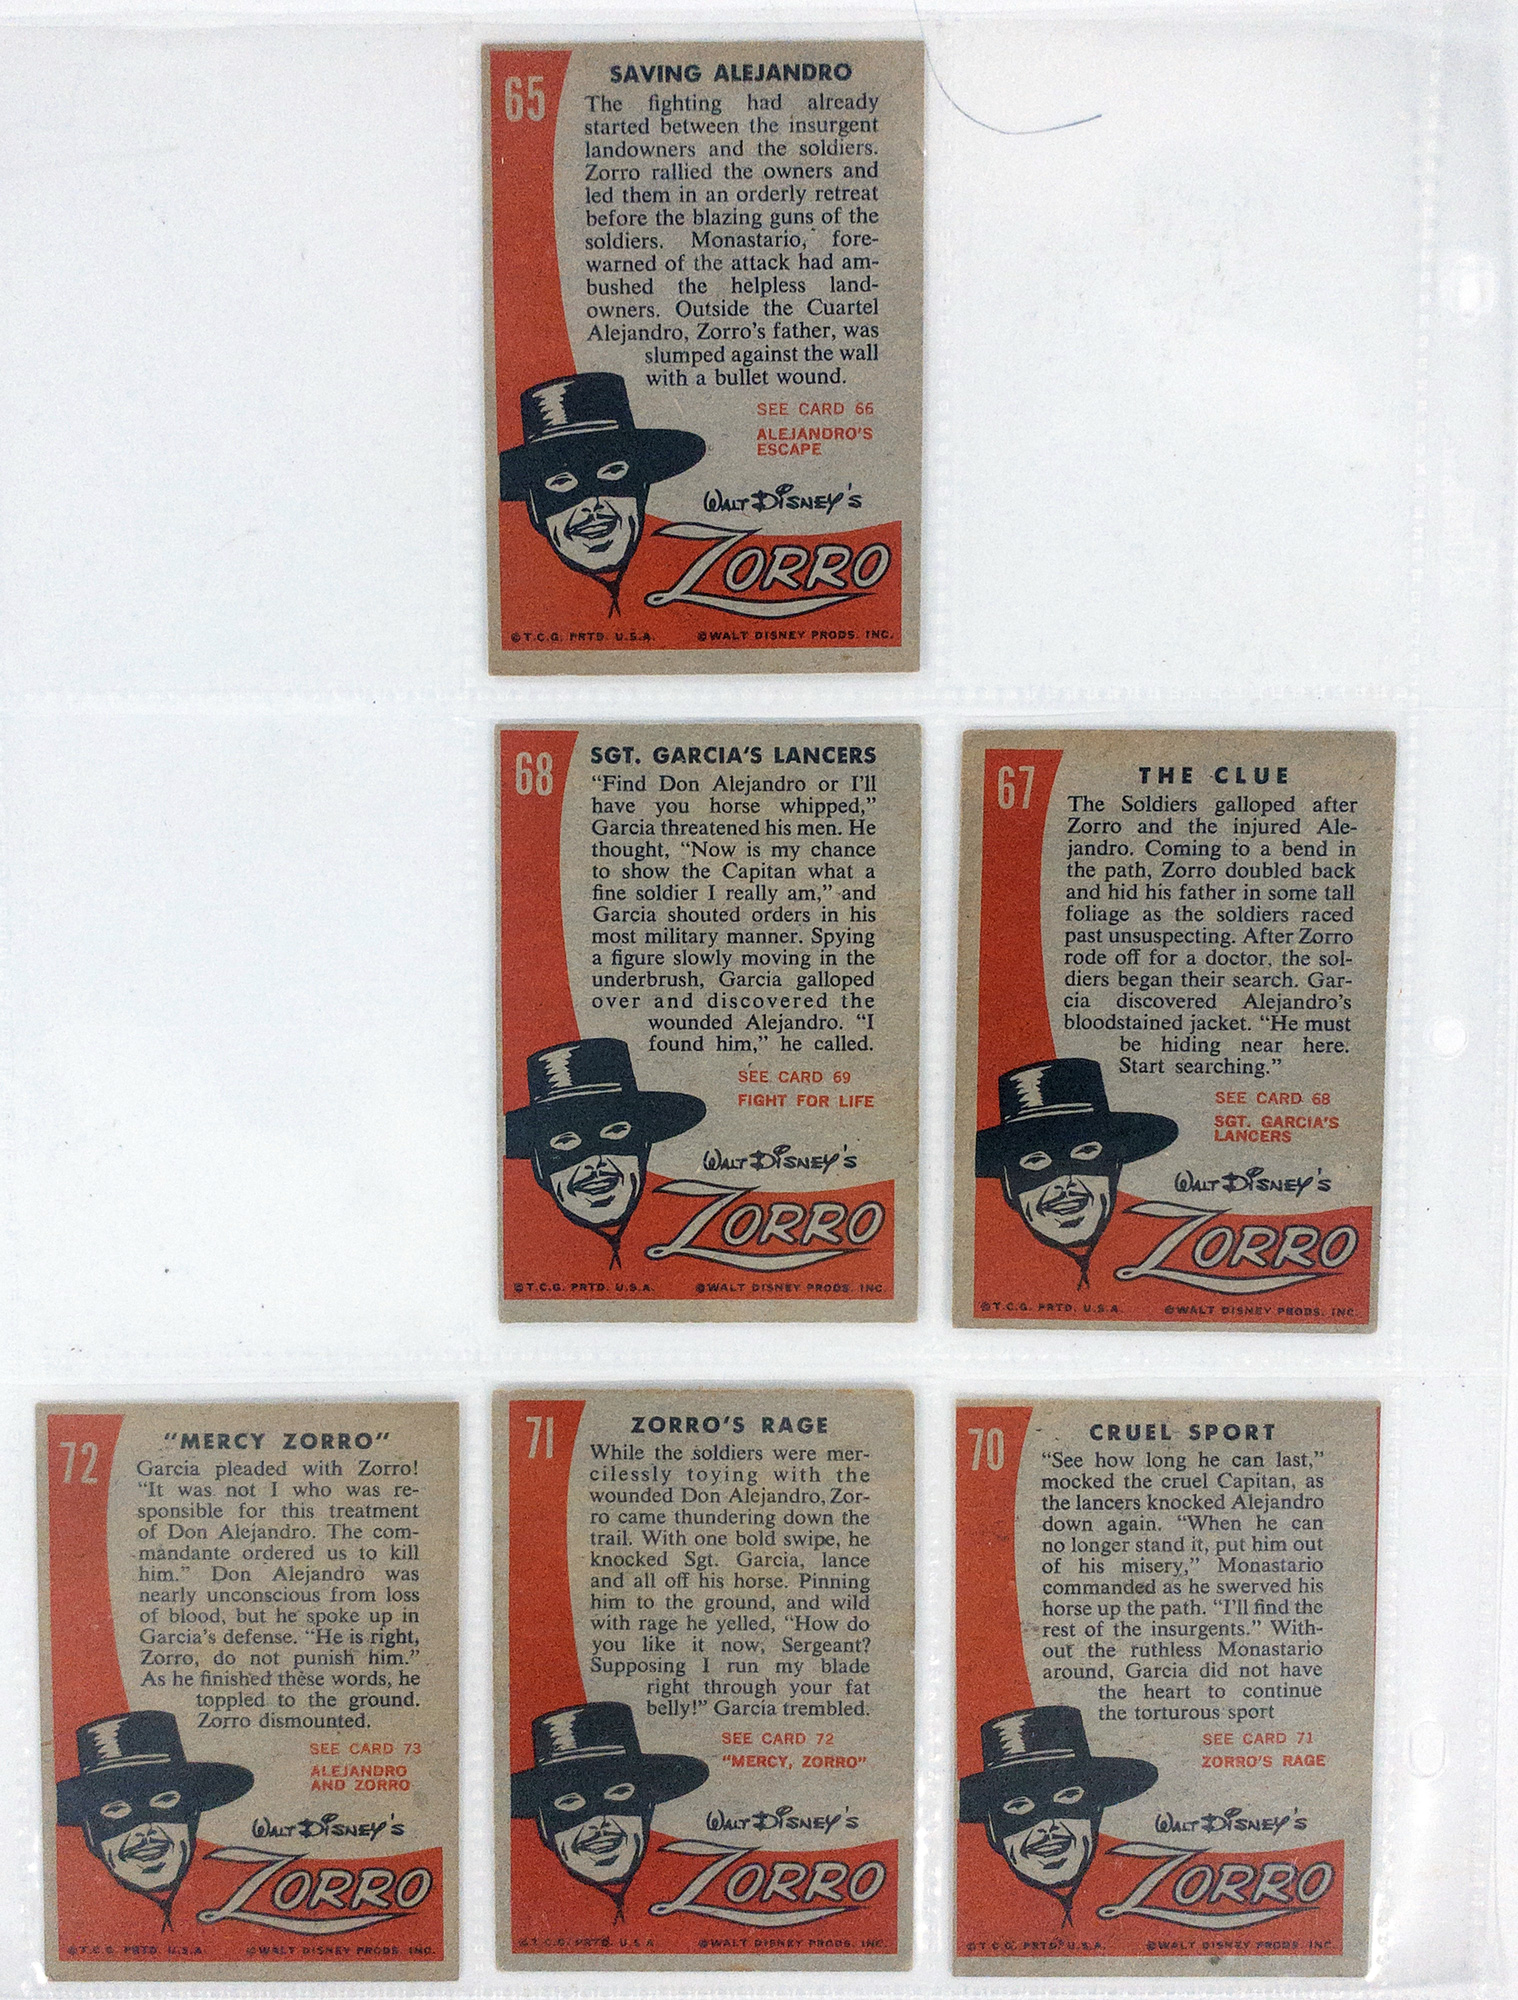 65
SAVING ALEJANDRO
The fighting had already
started between the insurgent
landowners and the soldiers.
Zorro rallied the owners and
led them in an orderly retreat
before the blazing guns of the
soldiers. Monastario, fore-
warned of the attack had am-
bushed the helpless land-
owners. Outside the Cuartel
Alejandro, Zorro's father, was
slumped against the wall
with a bullet wound.
SEE CARD 66
ALEJANDRO'S
ESCAPE
WALT DISNEY'S
ZORRO
©T.C.G. PRTD. U.S.A. ©WALT DISNEY PRODS. INC.
68
SGT. GARCIA'S LANCERS
"Find Don Alejandro or I'll
have you horse whipped,"
Garcia threatened his men. He
thought, "Now is my chance
to show the Capitan what a
fine soldier I really am," and
Garcia shouted orders in his
most military manner. Spying
a figure slowly moving in the
underbrush, Garcia galloped
over and discovered the
wounded Alejandro. "I
found him," he called.
SEE CARD 69
FIGHT FOR LIFE
WALT DISNEY'S
ZORRO
©T.C.G. PRTD. U.S.A. ©WALT DISNEY PRODS. INC.
67
THE CLUE
The Soldiers galloped after
Zorro and the injured Ale-
jandro. Coming to a bend in
the path, Zorro doubled back
and hid his father in some tall
foliage as the soldiers raced
past unsuspecting. After Zorro
rode off for a doctor, the sol-
diers began their search. Gar-
cia discovered Alejandro's
bloodstained jacket. "He must
be hiding near here.
Start searching."
SEE CARD 68
SGT. GARCIA'S
LANCERS
WALT DISNEY'S
ZORRO
©T.C.G. PRTD. U.S.A. ©WALT DISNEY PRODS. INC.
72
"MERCY ZORRO"
Garcia pleaded with Zorro!
"It was not I who was re-
sponsible for this treatment
of Don Alejandro. The com-
mandante ordered us to kill
him." Don Alejandro was
nearly unconscious from loss
of blood, but he spoke up in
Garcia's defense. "He is right,
Zorro, do not punish him."
As he finished these words, he
toppled to the ground.
Zorro dismounted.
SEE CARD 73
ALEJANDRO
AND ZORRO
WALT DISNEY'S
ZORRO
©T.C.G. PRTD. U.S.A. ©WALT DISNEY PRODS. INC.
71
ZORRO'S RAGE
While the soldiers were mer-
cilessly toying with the
wounded Don Alejandro, Zor-
ro came thundering down the
trail. With one bold swipe, he
knocked Sgt. Garcia, lance
and all off his horse. Pinning
him to the ground, and wild
with rage he yelled, "How do
you like it now, Sergeant?
Supposing I run my blade
right through your fat
belly!" Garcia trembled.
SEE CARD 72
"MERCY, ZORRO"
WALT DISNEY'S
ZORRO
©T.C.G. PRTD. U.S.A ©WALT DISNEY PRODS. INC.
70
CRUEL SPORT
"See how long he can last,"
mocked the cruel Capitan, as
the lancers knocked Alejandro
down again. "When he can
no longer stand it, put him out
of his misery," Monastario
commanded as he swerved his
horse up the path. "I'll find the
rest of the insurgents." With-
out the ruthless Monastario
around, Garcia did not have
the heart to continue
the torturous sport
SEE CARD 71
ZORRO'S RAGE
WALT DISNEY'S
ZORRO
©T.C.G. PRTD. U.S.A. ©WALT DISNEY PRODS. INC.